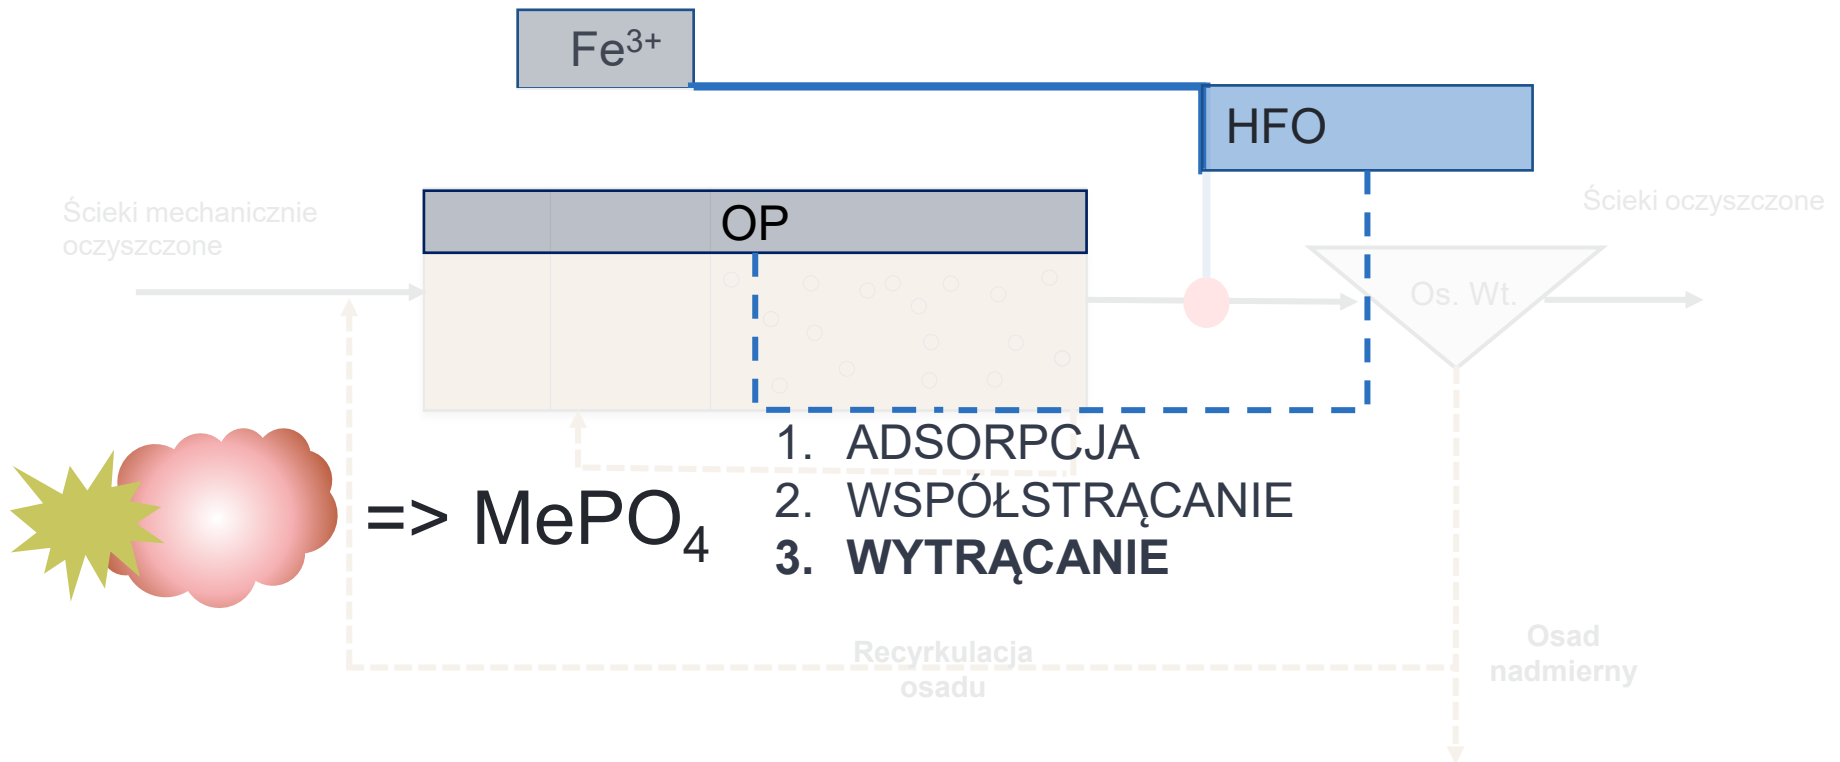 Fe³⁺
HFO
Ścieki mechanicznie
oczyszczone
OP
Ścieki oczyszczone
Os. Wt.
=> MePO₄
1. ADSORPCJA
2. WSPÓŁSTRĄCANIE
3. WYTRĄCANIE
Recyrkulacja
osadu
Osad
nadmierny